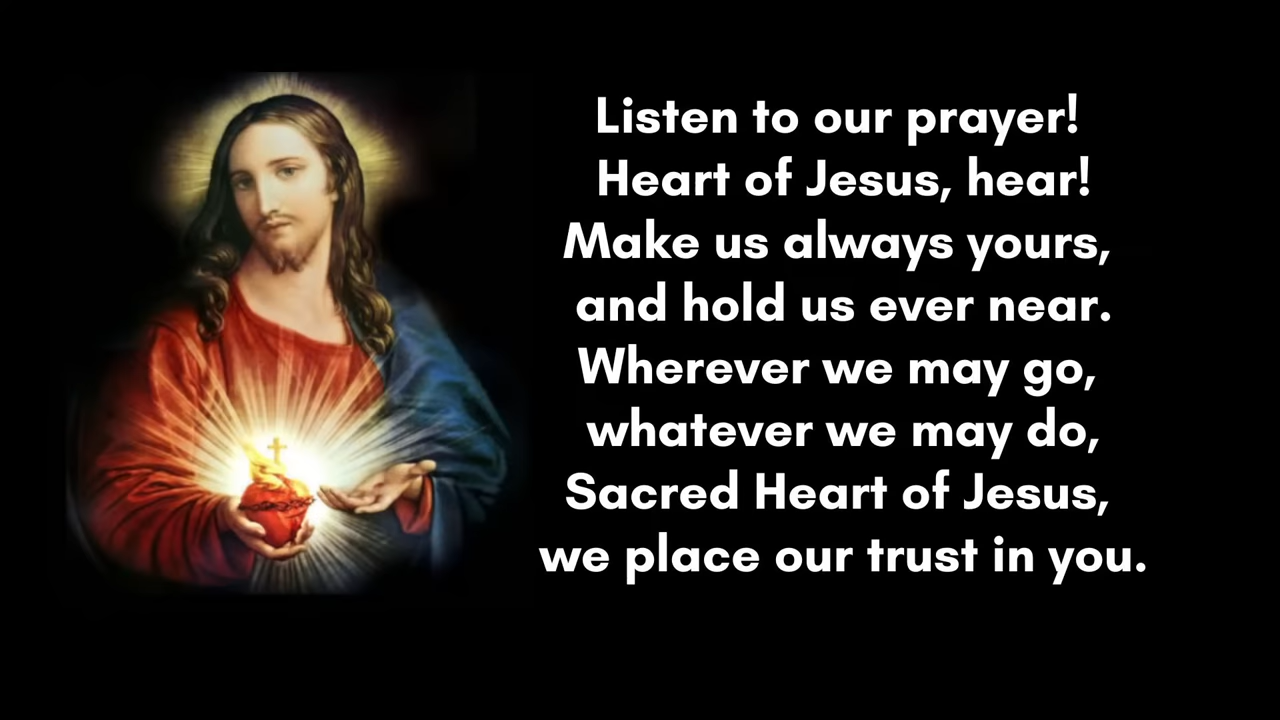 Listen to our prayer!
Heart of Jesus, hear!
Make us always yours,
and hold us ever near.
Wherever we may go,
whatever we may do,
Sacred Heart of Jesus,
we place our trust in you.